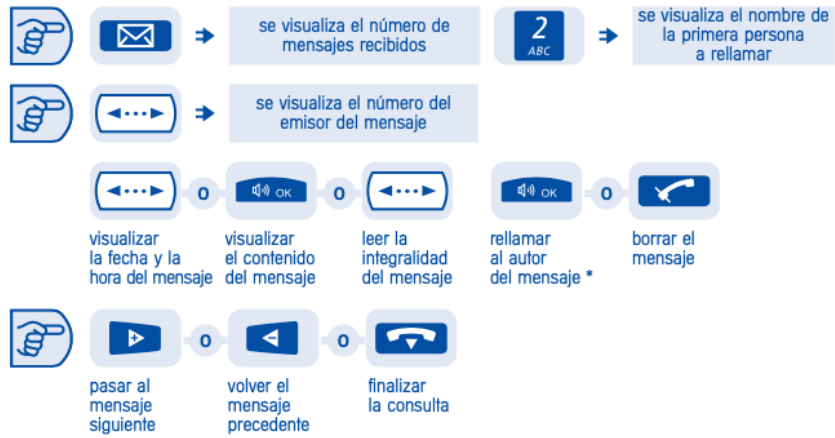 se visualiza el número de
mensajes recibidos
2
ABC
se visualiza el nombre de
la primera persona
a rellamar
se visualiza el número del
emisor del mensaje
o
OK
o
OK
o
visualizar
la fecha y la
hora del mensaje
visualizar
el contenido
del mensaje
leer la
integralidad
del mensaje
rellamar
al autor
del mensaje *
borrar el
mensaje
+
o
-
o
pasar al
mensaje
siguiente
volver el
mensaje
precedente
finalizar
la consulta